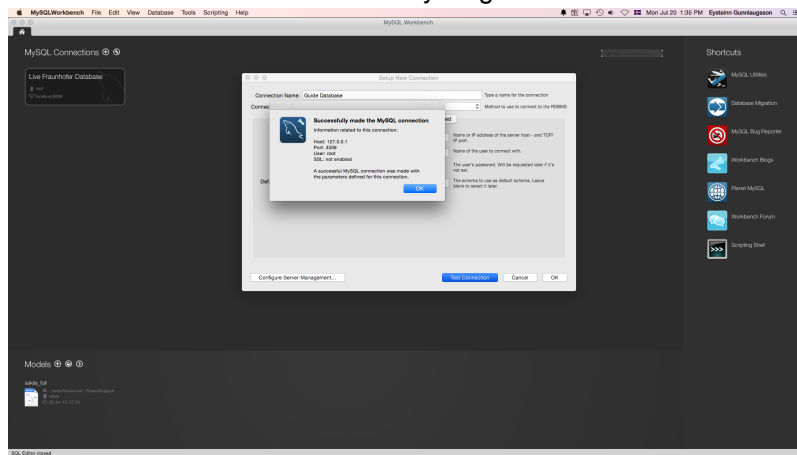 MySQLWorkbench File Edit View Database Tools Scripting Help
Mon Jul 20 1:35 PM Eysteinn Gunnlaugsson
MySQL Workbench
MySQL Connections
Shortcuts
Live Fraunhofer Database
root
localhost:8888
MySQL Utilities
Database Migration
MySQL Bug Reporter
Workbench Blogs
Planet MySQL
Workbench Forum
Scripting Shell
Setup New Connection
Connection Name: Guide Database
Type a name for the connection
Connec
Method to use to connect to the RDBMS
Successfully made the MySQL connection
Information related to this connection:
Host: 127.0.0.1
Port: 3306
User: root
SSL: not enabled
A successful MySQL connection was made with
the parameters defined for this connection.
OK
ed
Name or IP address of the server host - and TCP/
IP port.
Name of the user to connect with.
The user's password. Will be requested later if it's
not set.
Def
The schema to use as default schema. Leave
blank to select it later.
Configure Server Management...
Test Connection
Cancel
OK
Models
sakila_full
sakila
SQL Editor closed